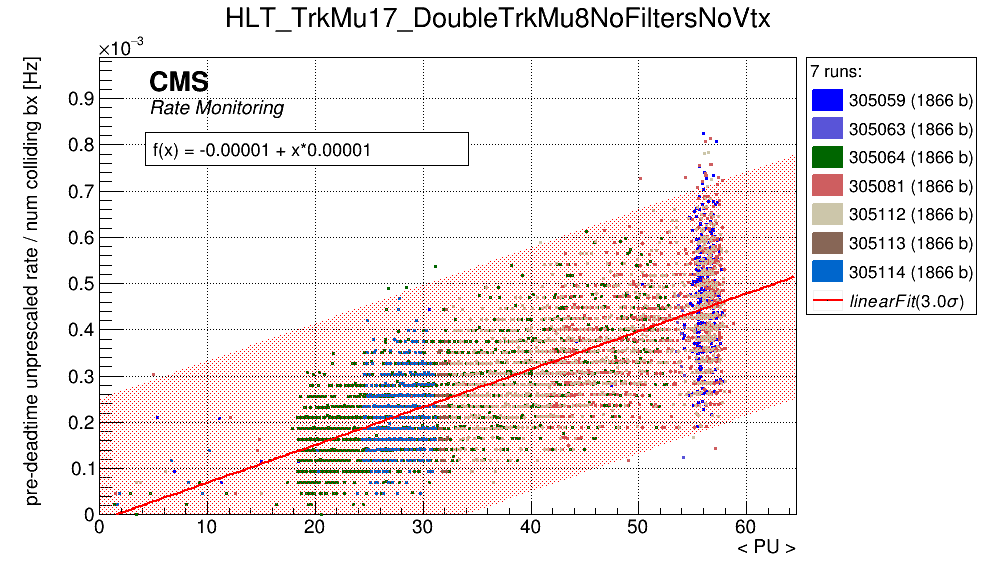 HLT_TrkMu17_DoubleTrkMu8NoFiltersNoVtx
×10⁻³
pre-deadtime unprescaled rate / num colliding bx [Hz]
CMS
Rate Monitoring
f(x) = -0.00001 + x*0.00001
0.9
0.8
0.7
0.6
0.5
0.4
0.3
0.2
0.1
0
0 10 20 30 40 50 60
< PU >
7 runs:
305059 (1866 b)
305063 (1866 b)
305064 (1866 b)
305081 (1866 b)
305112 (1866 b)
305113 (1866 b)
305114 (1866 b)
linearFit(3.0σ)